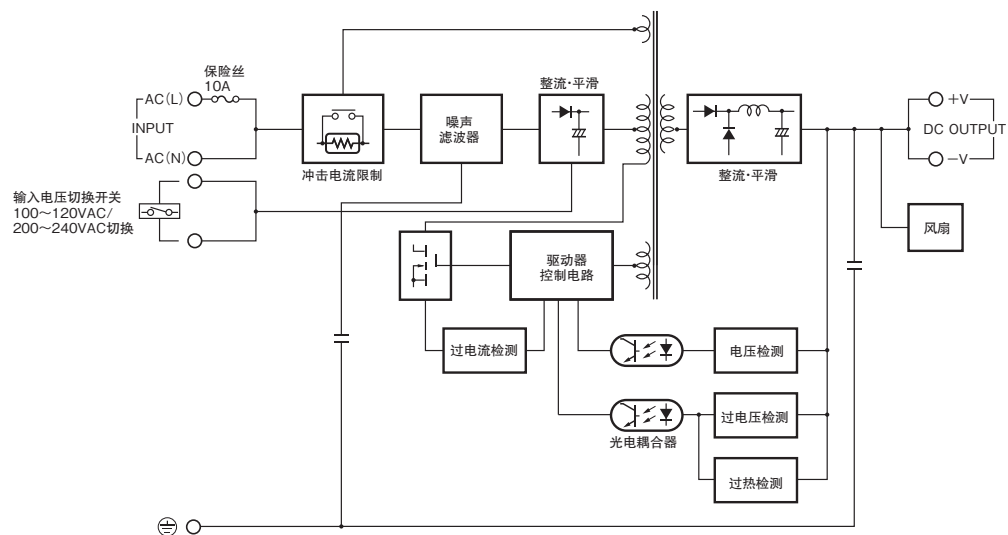 保险丝
10A
AC(L)
INPUT
AC(N)
冲击电流限制
噪声
滤波器
整流·平滑
整流·平滑
+V
DC OUTPUT
−V
输入电压切换开关
100～120VAC/
200～240VAC切换
风扇
驱动器
控制电路
过电流检测
电压检测
过电压检测
光电耦合器
过热检测